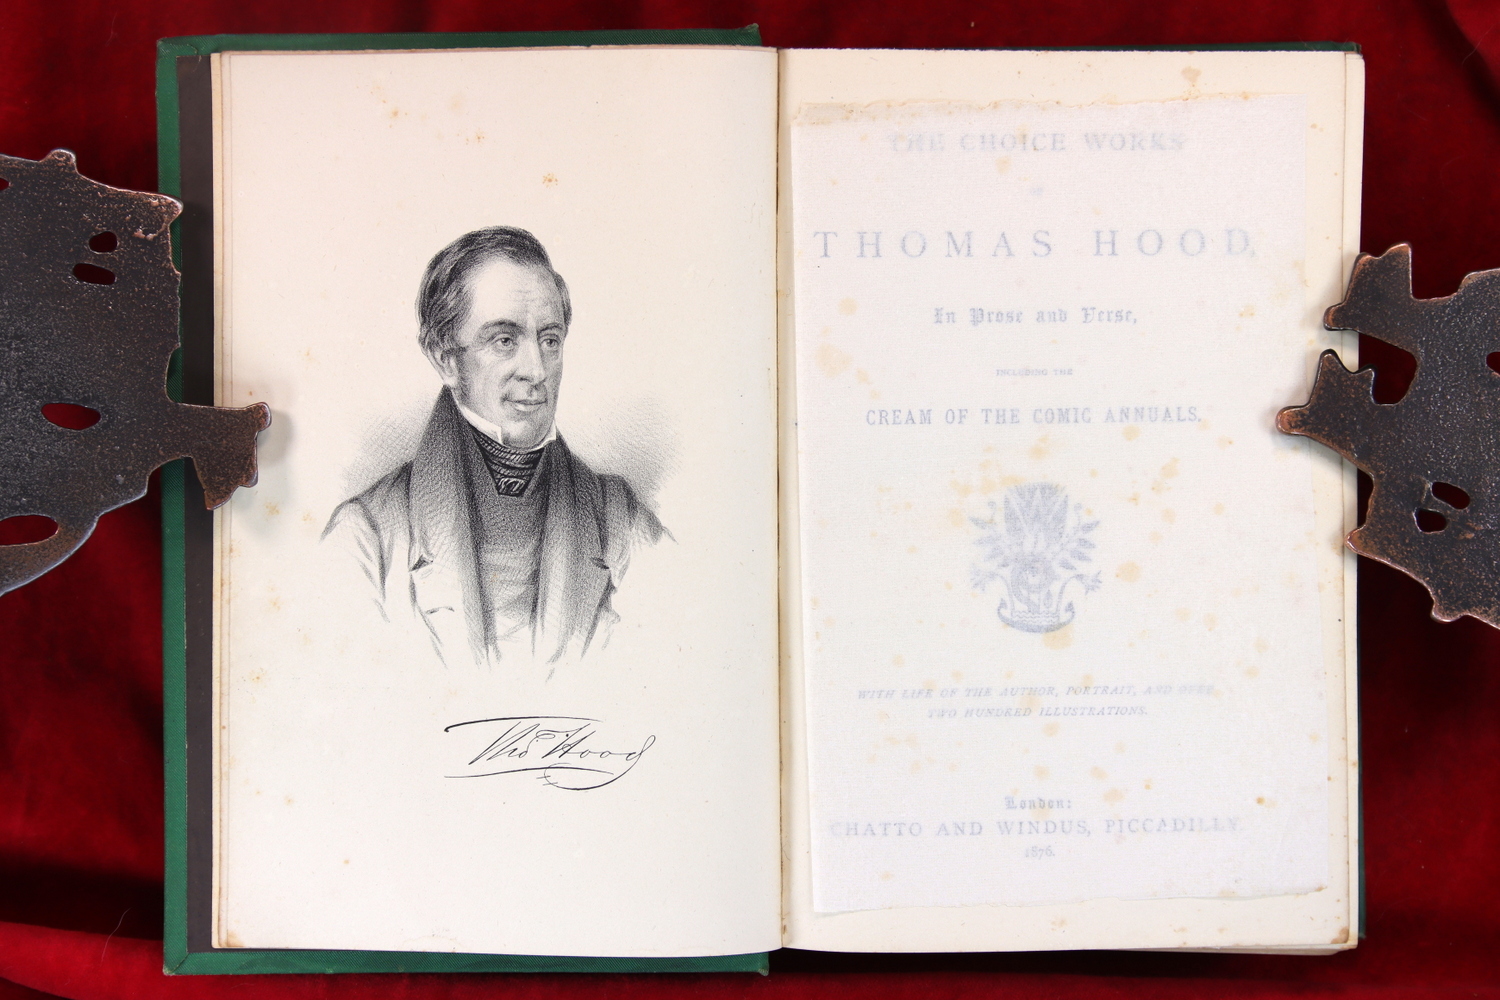 Thos Hood
THE CHOICE WORKS
OF
THOMAS HOOD,
In Prose and Verse,
INCLUDING THE
CREAM OF THE COMIC ANNUALS.
WITH LIFE OF THE AUTHOR, PORTRAIT, AND OVER
TWO HUNDRED ILLUSTRATIONS.
London:
CHATTO AND WINDUS, PICCADILLY.
1876.